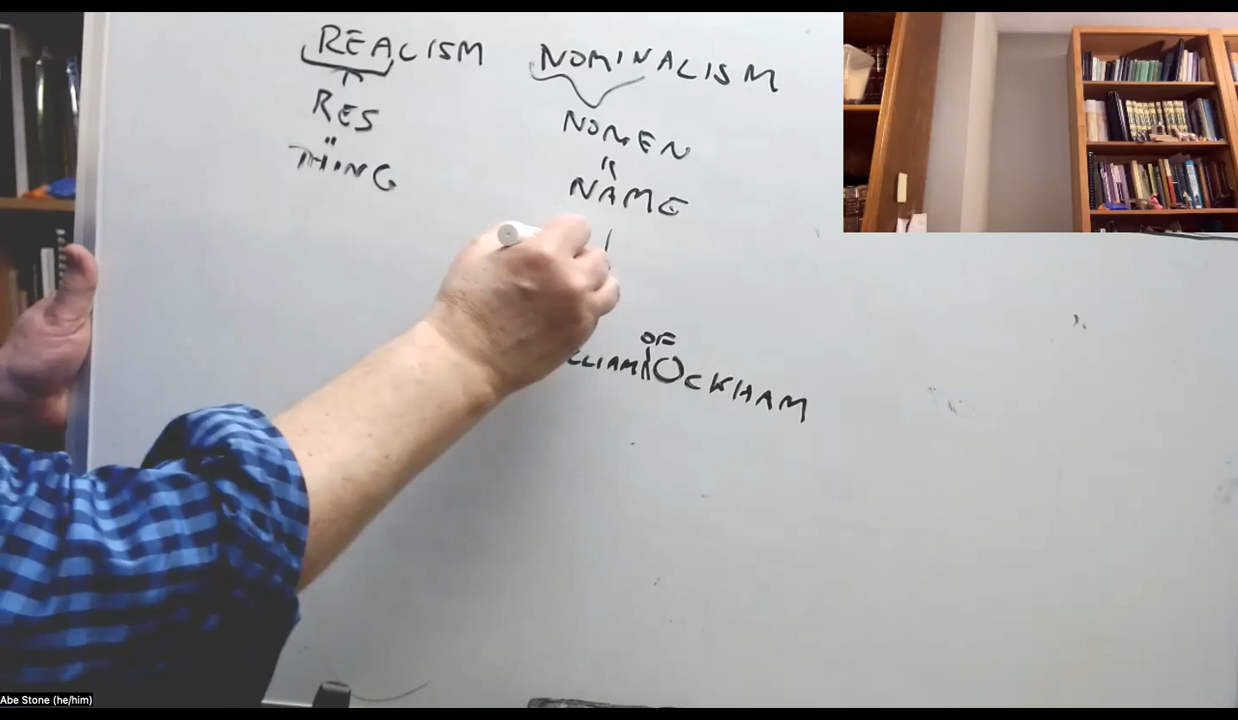 REALISM NOMINALISM
RES
"
THING
NOMEN
"
NAME
OF
OCKHAM
Abe Stone (he/him)